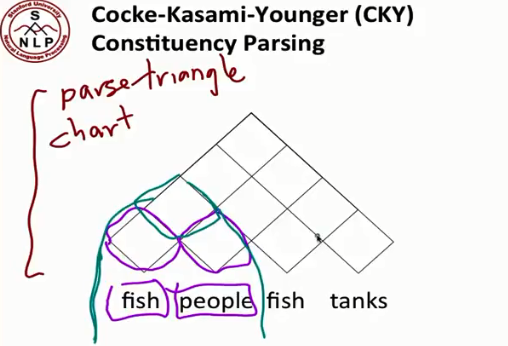 Stanford University
S
NLP
Natural Language Processing
Cocke-Kasami-Younger (CKY)
Constituency Parsing
parse triangle
chart
fish people fish tanks